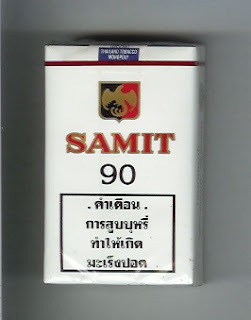 THAILAND TOBACCO
MONOPOLY
SAMIT
90
. คำเตือน .
การสูบบุหรี่
ทำให้เกิด
มะเร็งปอด